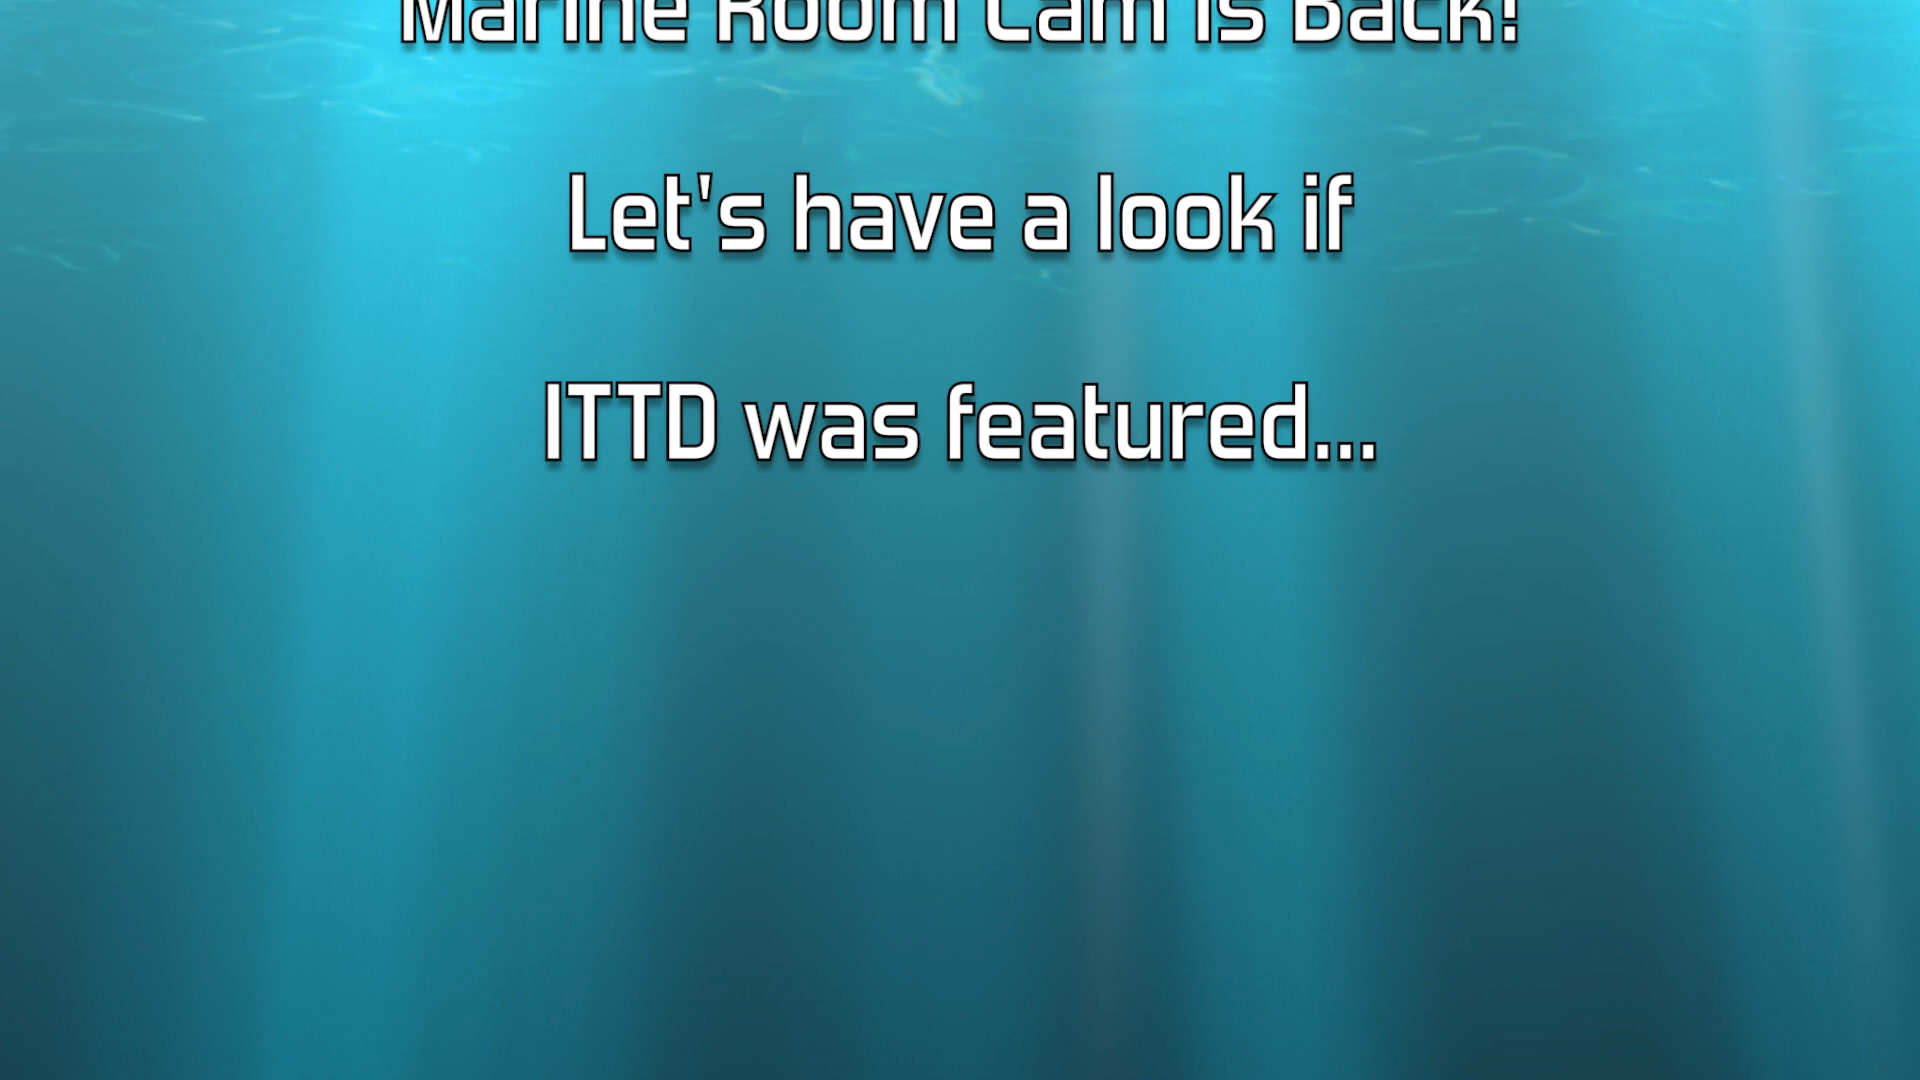 Marine Room Cam is Back!
Let's have a look if
ITTD was featured...